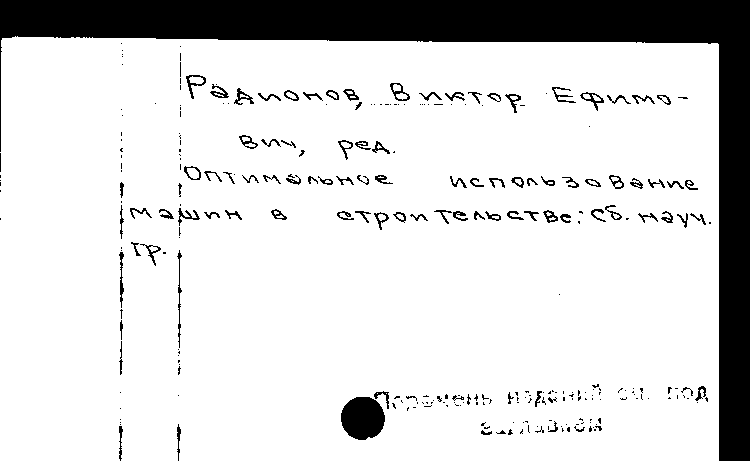 Радионов, Виктор Ефимо-
вич, ред.
Оптимальное использование
машин в строительстве: сб. науч.
тр.
Перечень изданий см. под
заглавием